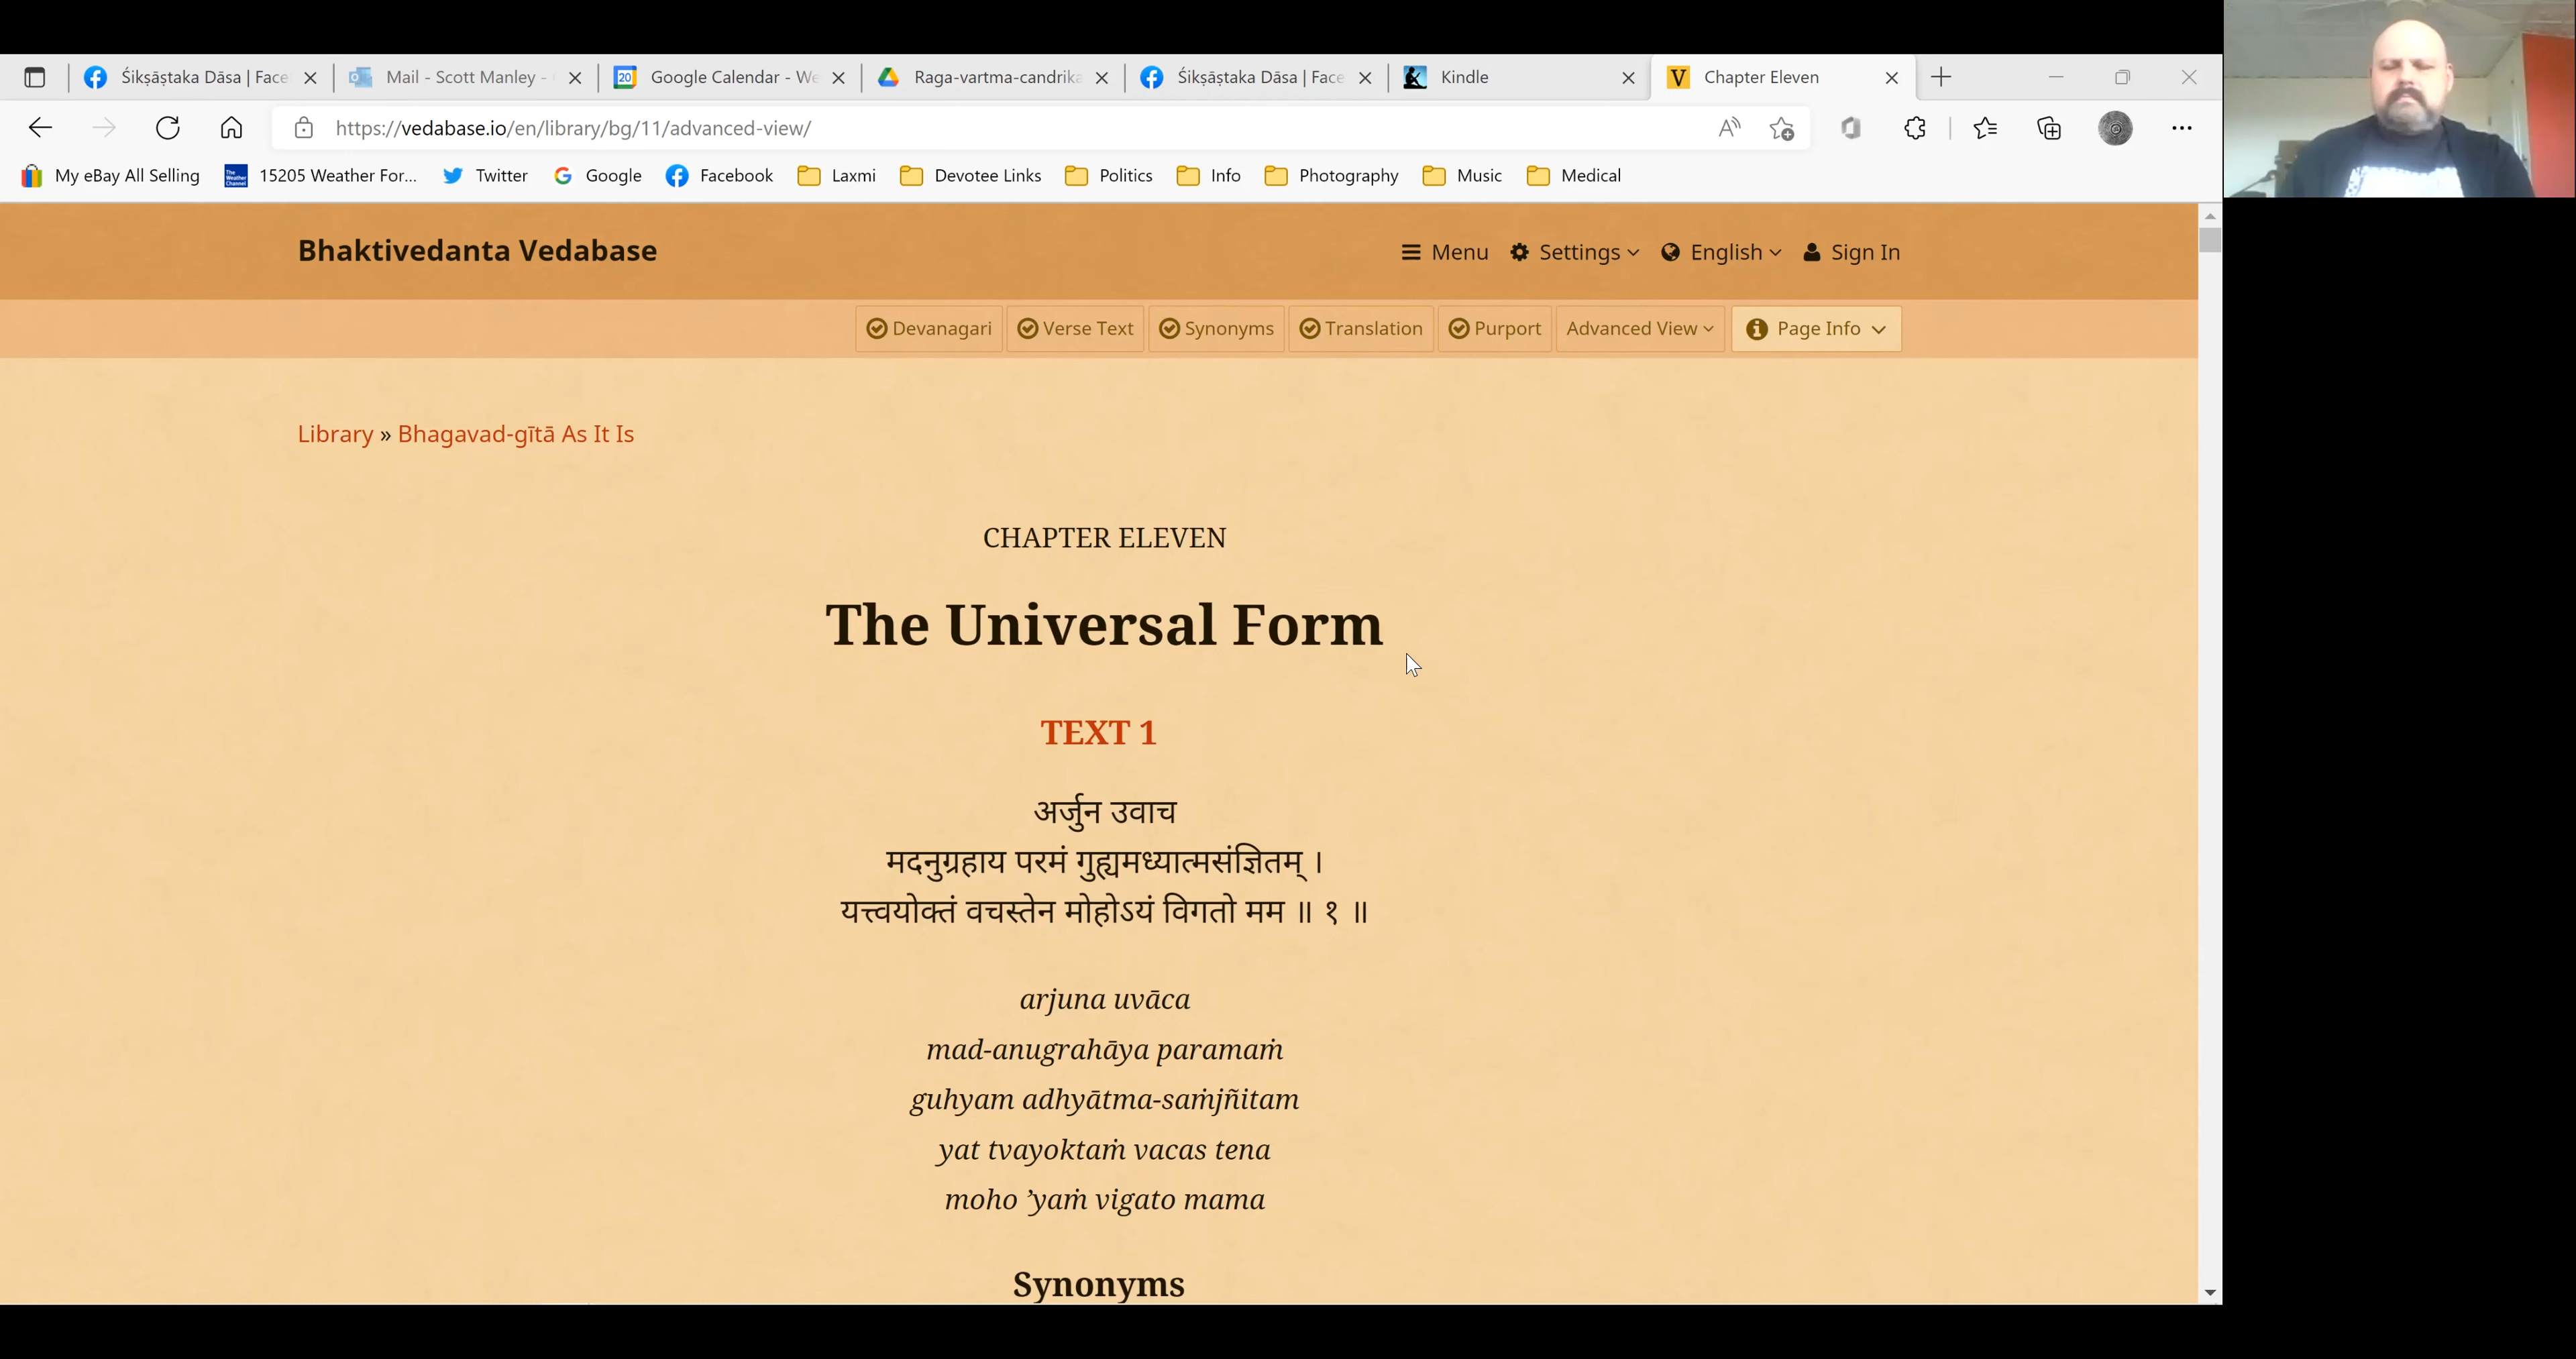 Śikṣāṣṭaka Dāsa | Face
Mail - Scott Manley -
20
Google Calendar - We
Raga-vartma-candrika
Śikṣāṣṭaka Dāsa | Face
Kindle
V
Chapter Eleven
https://vedabase.io/en/library/bg/11/advanced-view/
My eBay All Selling
The Weather Channel
15205 Weather For...
Twitter
Google
Facebook
Laxmi
Devotee Links
Politics
Info
Photography
Music
Medical
Bhaktivedanta Vedabase
Menu
Settings
English
Sign In
Devanagari
Verse Text
Synonyms
Translation
Purport
Advanced View
Page Info
Library » Bhagavad-gītā As It Is
CHAPTER ELEVEN
The Universal Form
TEXT 1
अर्जुन उवाच
मदनुग्रहाय परमं गुह्यमध्यात्मसंज्ञितम् ।
यत्त्वयोक्तं वचस्तेन मोहोऽयं विगतो मम ॥ १ ॥
arjuna uvāca
mad-anugrahāya paramaṁ
guhyam adhyātma-saṁjñitam
yat tvayoktaṁ vacas tena
moho ’yaṁ vigato mama
Synonyms